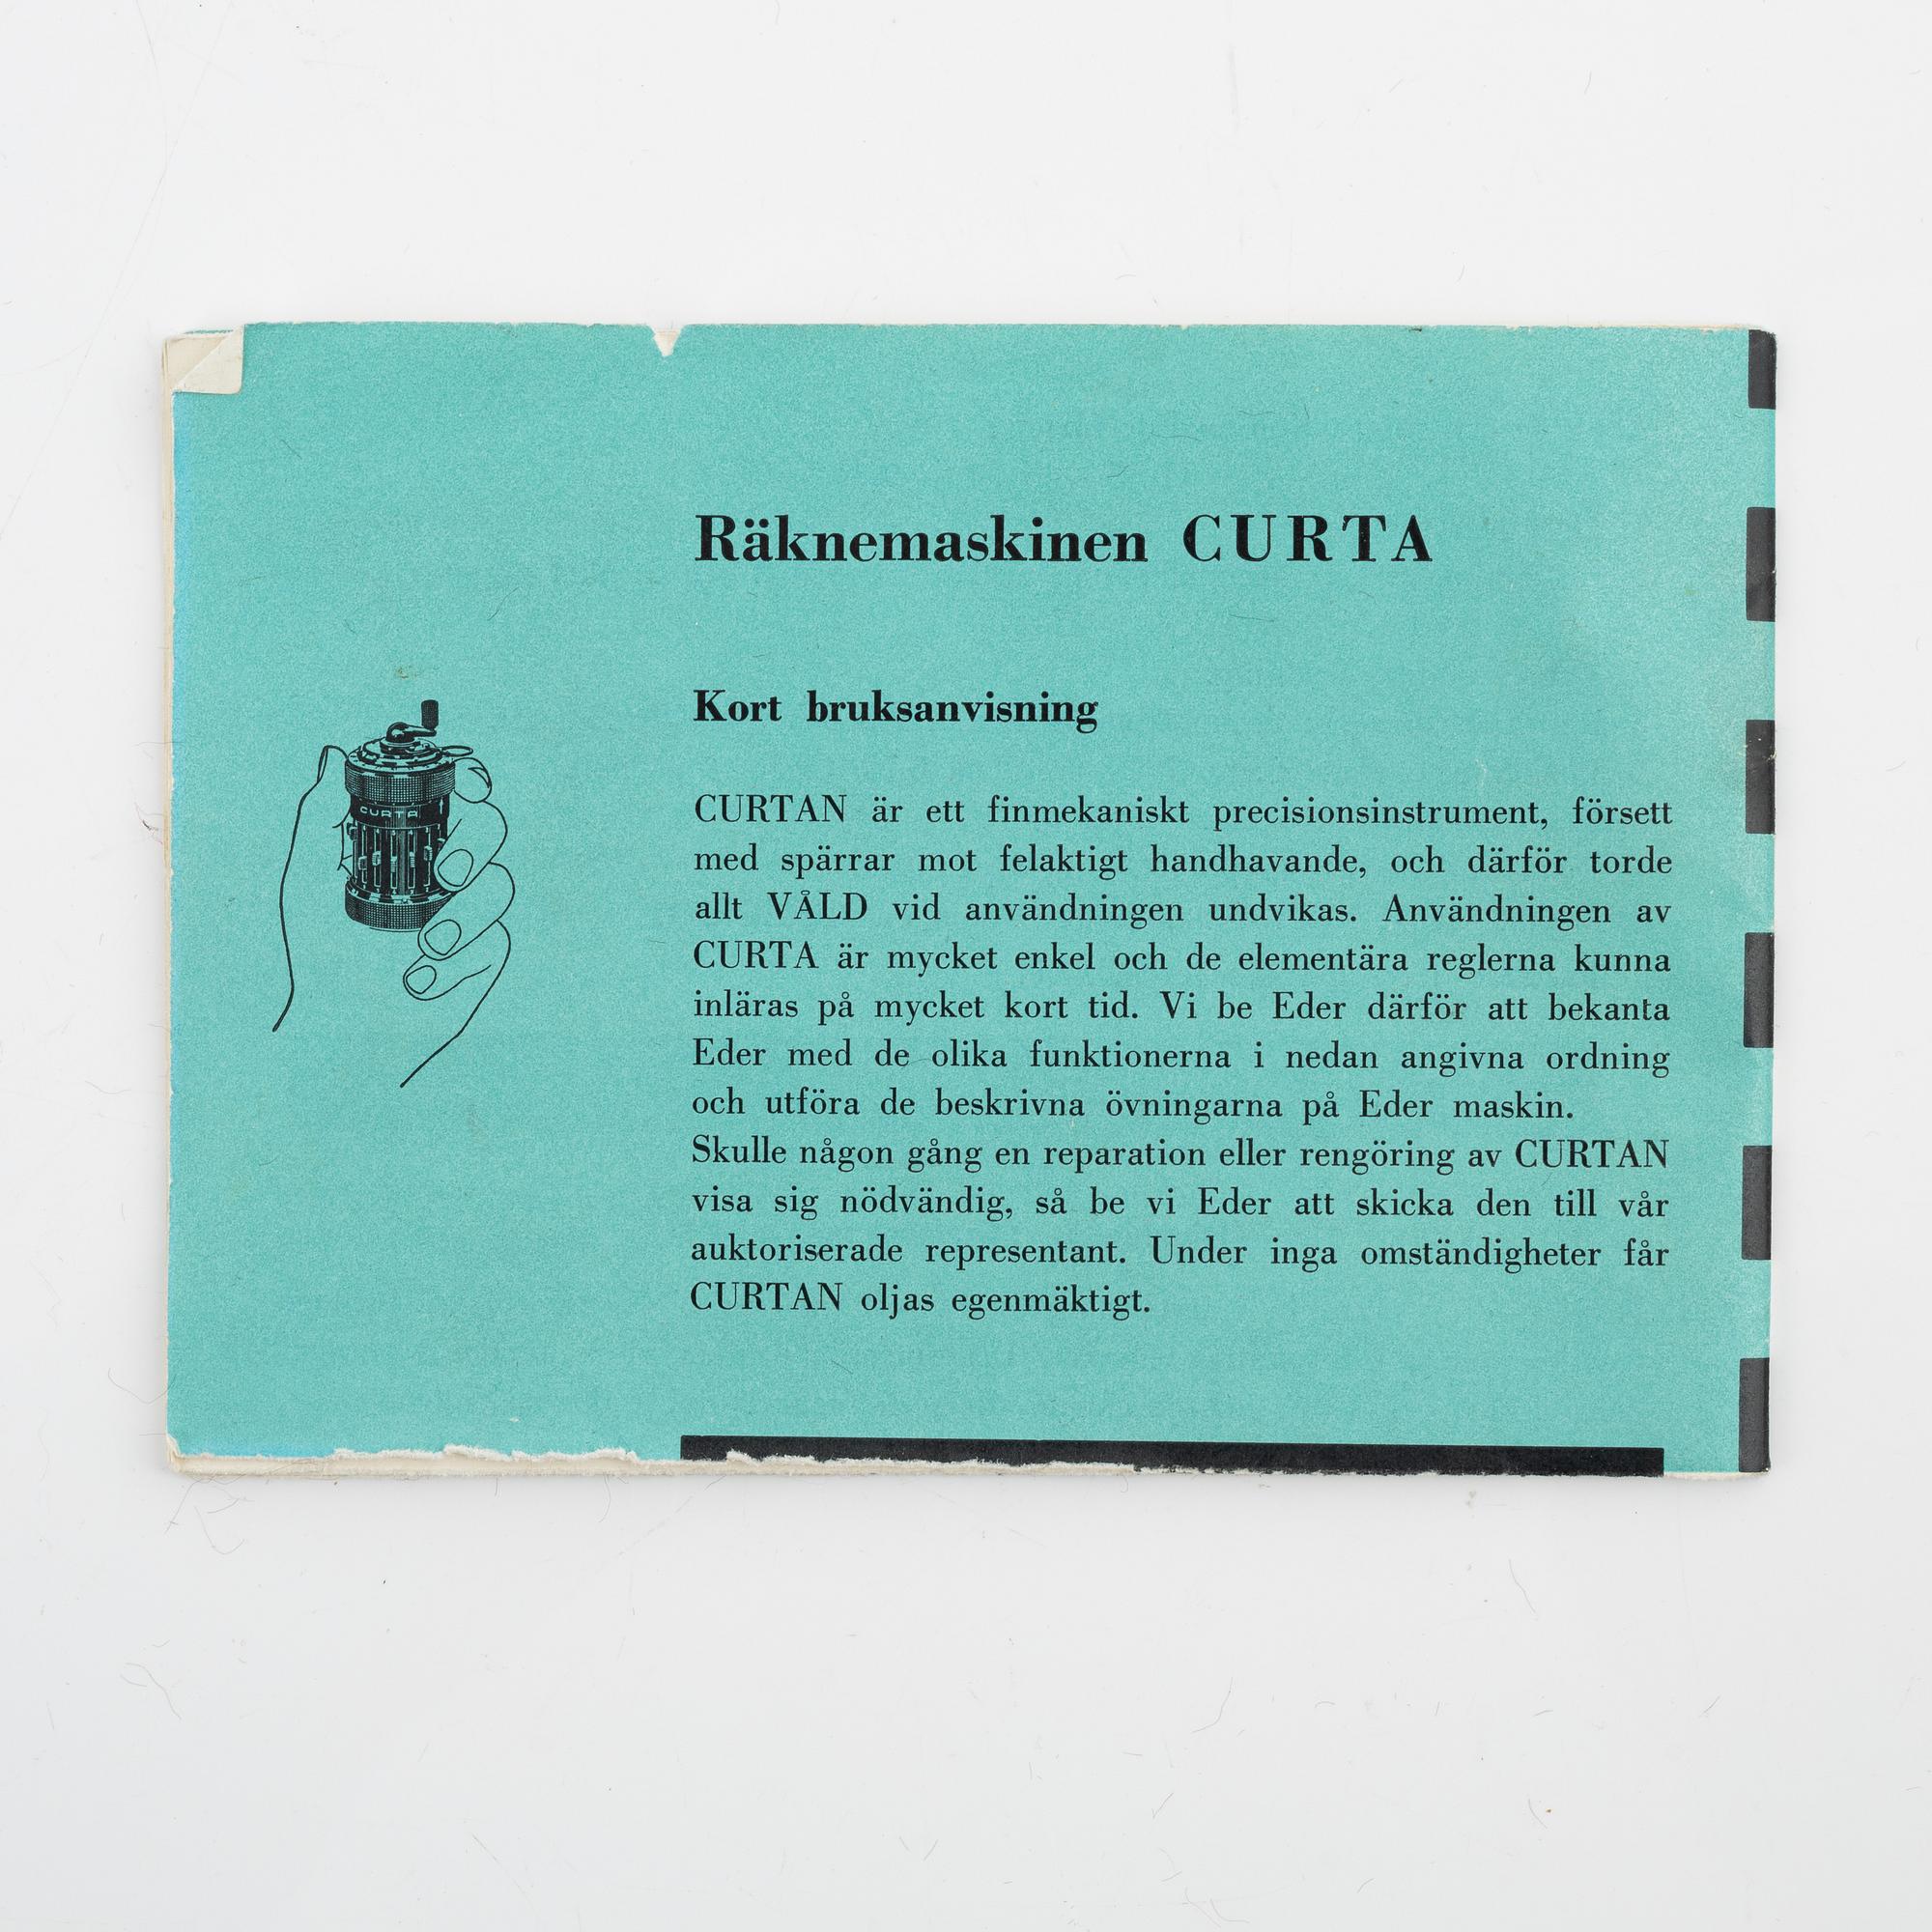 Räknemaskinen CURTA
Kort bruksanvisning
CURTA
CURTAN är ett finmekaniskt precisionsinstrument, försett
med spärrar mot felaktigt handhavande, och därför torde
allt VÅLD vid användningen undvikas. Användningen av
CURTA är mycket enkel och de elementära reglerna kunna
inläras på mycket kort tid. Vi be Eder därför att bekanta
Eder med de olika funktionerna i nedan angivna ordning
och utföra de beskrivna övningarna på Eder maskin.
Skulle någon gång en reparation eller rengöring av CURTAN
visa sig nödvändig, så be vi Eder att skicka den till vår
auktoriserade representant. Under inga omständigheter får
CURTAN oljas egenmäktigt.